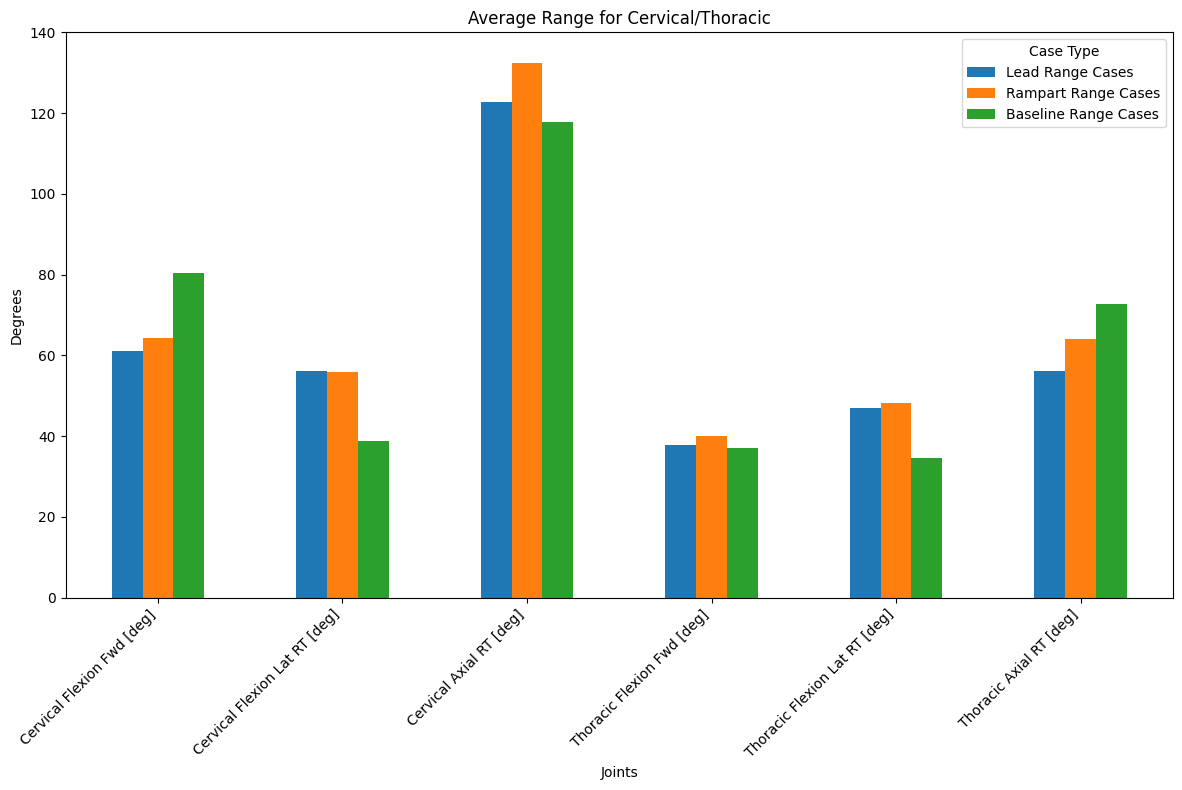 Average Range for Cervical/Thoracic
Case Type
Lead Range Cases
Rampart Range Cases
Baseline Range Cases
Degrees
140
120
100
80
60
40
20
0
Cervical Flexion Fwd [deg]
Cervical Flexion Lat RT [deg]
Cervical Axial RT [deg]
Thoracic Flexion Fwd [deg]
Thoracic Flexion Lat RT [deg]
Thoracic Axial RT [deg]
Joints